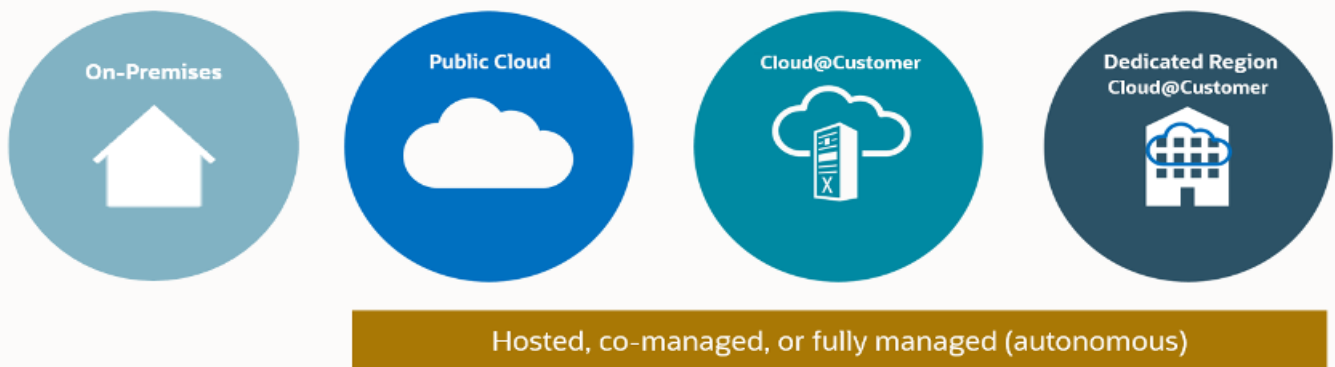 On-Premises
Public Cloud
Cloud@Customer
X
Dedicated Region
Cloud@Customer
Hosted, co-managed, or fully managed (autonomous)